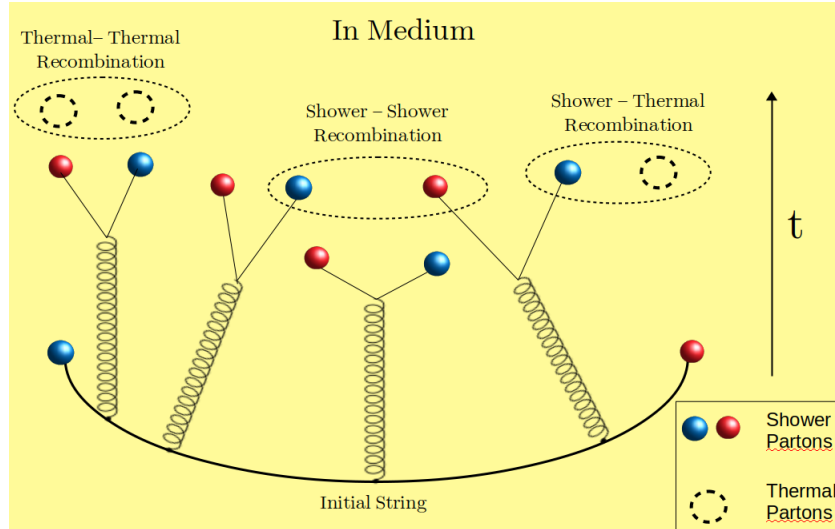 In Medium
Thermal– Thermal
Recombination
Shower – Shower
Recombination
Shower – Thermal
Recombination
t
Initial String
Shower
Partons
Thermal
Partons